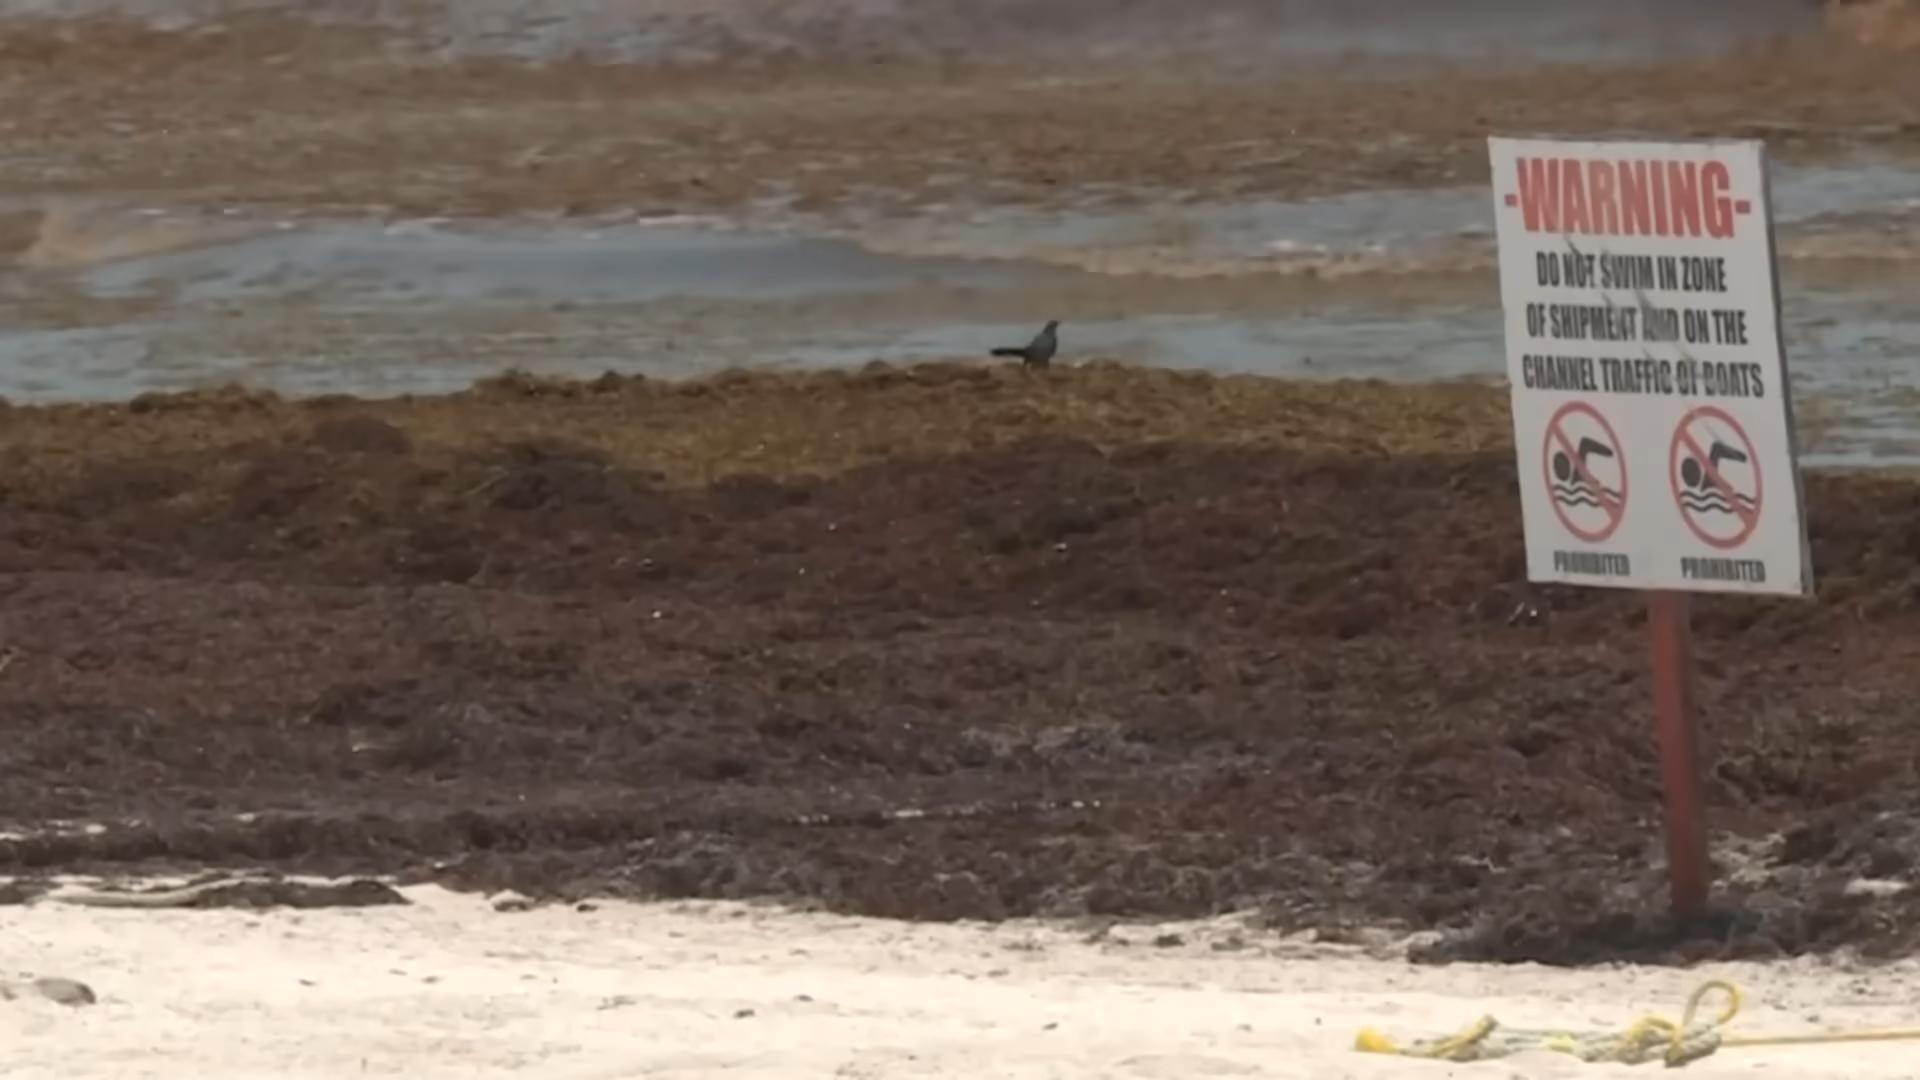 -WARNING-
DO NOT SWIM IN ZONE
OF SHIPMENT AND ON THE
CHANNEL TRAFFIC OF BOATS
PROHIBITED PROHIBITED